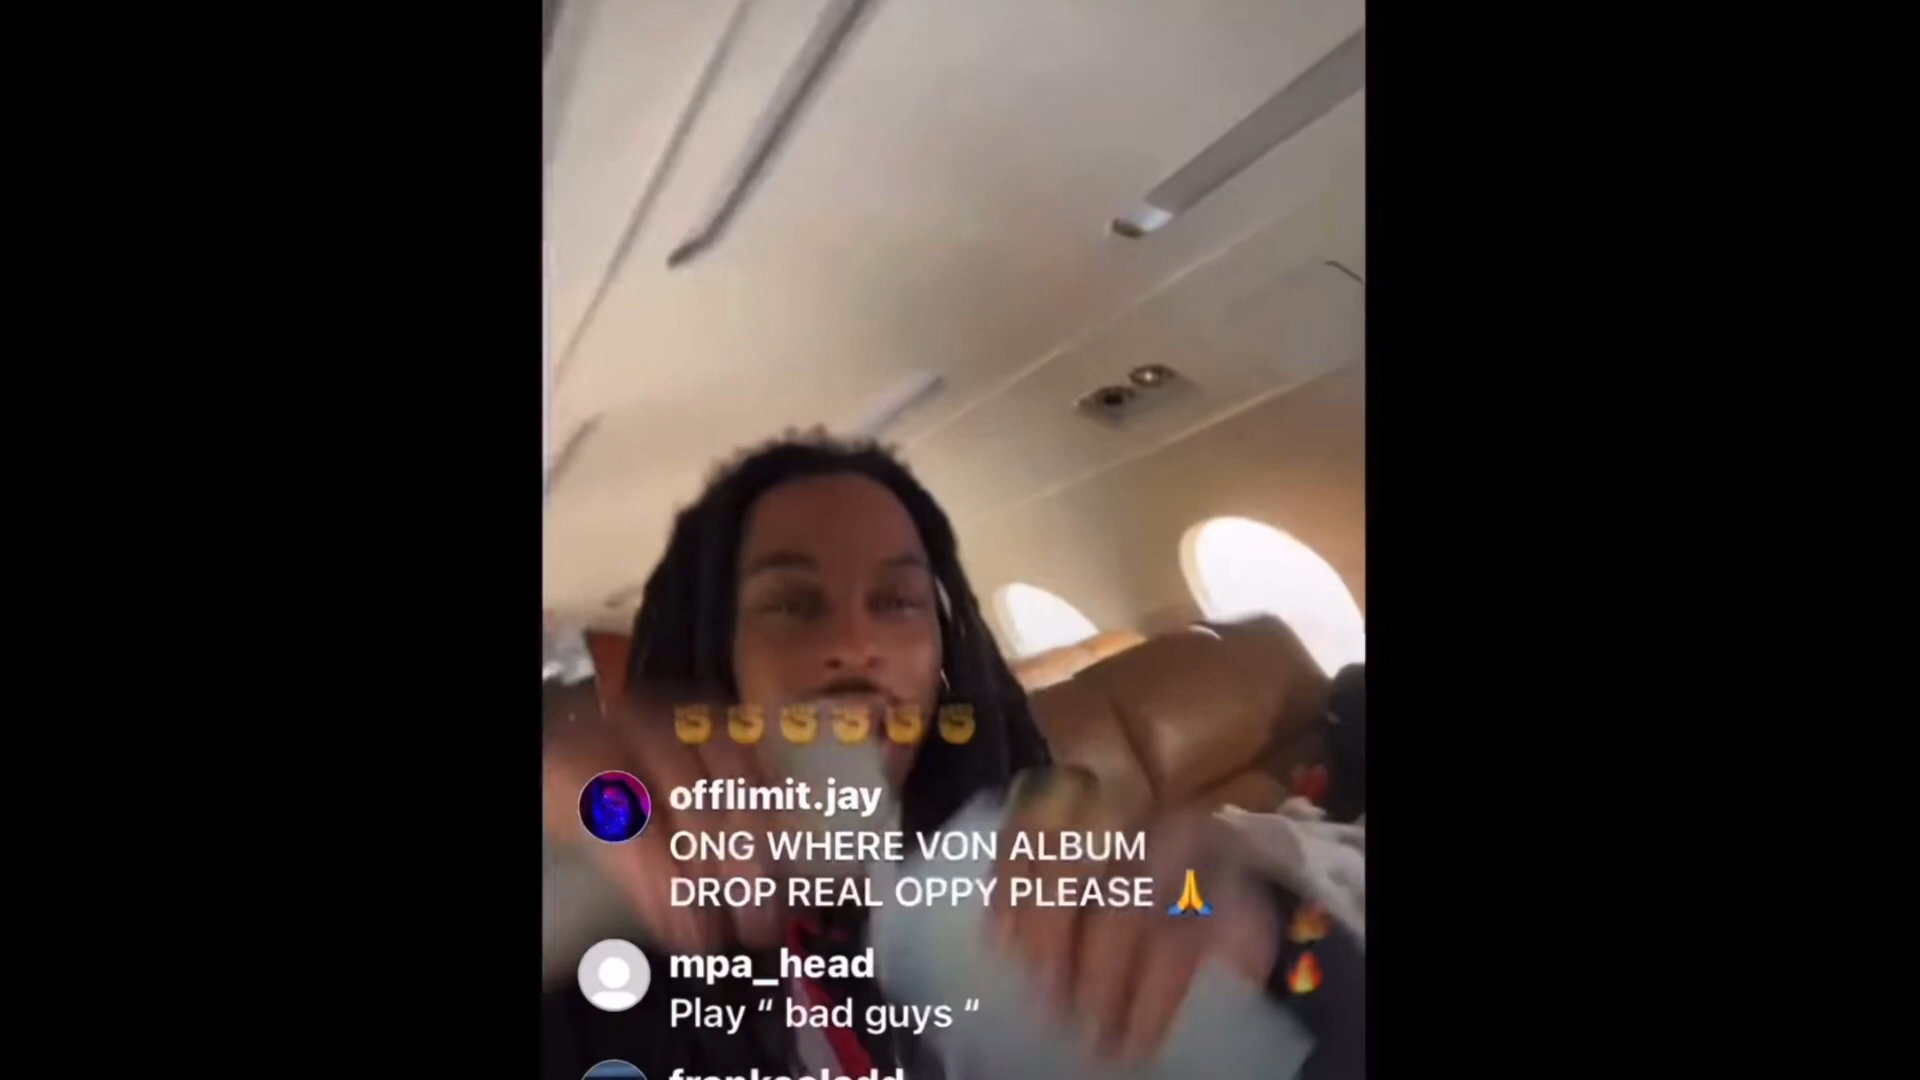 ✊✊✊✊✊✊
offlimit.jay
ONG WHERE VON ALBUM
DROP REAL OPPY PLEASE 🙏
mpa_head
Play “ bad guys “